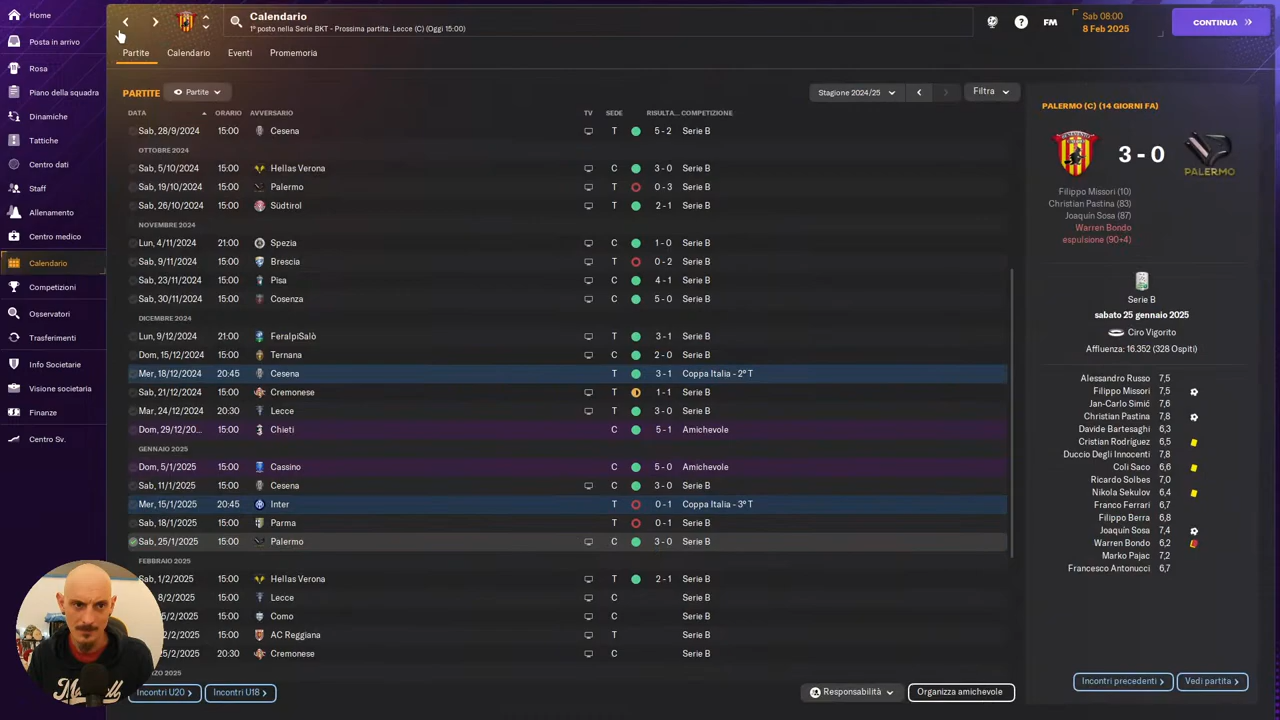 Home
Posta in arrivo
Rosa
Piano della squadra
Dinamiche
Tattiche
Centro dati
Staff
Allenamento
Centro medico
Calendario
Competizioni
Osservatori
Trasferimenti
Info Societarie
Visione societaria
Finanze
Centro Sv.
Calendario
1º posto nella Serie BKT - Prossima partita: Lecce (C) (Oggi 15:00)
FM
Sab 08:00
8 Feb 2025
CONTINUA
Partite
Calendario
Eventi
Promemoria
PARTITE
Partite
Stagione 2024/25
Filtra
DATA ORARIO AVVERSARIO TV SEDE RISULTA... COMPETIZIONE
Sab, 28/9/2024 15:00 Cesena T 5 - 2 Serie B
OTTOBRE 2024
Sab, 5/10/2024 15:00 Hellas Verona C 3 - 0 Serie B
Sab, 19/10/2024 15:00 Palermo T 0 - 3 Serie B
Sab, 26/10/2024 15:00 Südtirol T 2 - 1 Serie B
NOVEMBRE 2024
Lun, 4/11/2024 21:00 Spezia C 1 - 0 Serie B
Sab, 9/11/2024 15:00 Brescia T 0 - 2 Serie B
Sab, 23/11/2024 15:00 Pisa C 4 - 1 Serie B
Sab, 30/11/2024 15:00 Cosenza C 5 - 0 Serie B
DICEMBRE 2024
Lun, 9/12/2024 21:00 FeralpiSalò T 3 - 1 Serie B
Dom, 15/12/2024 15:00 Ternana C 2 - 0 Serie B
Mer, 18/12/2024 20:45 Cesena T 3 - 1 Coppa Italia - 2º T
Sab, 21/12/2024 15:00 Cremonese T 1 - 1 Serie B
Mar, 24/12/2024 20:30 Lecce T 3 - 0 Serie B
Dom, 29/12/20... 15:00 Chieti C 5 - 1 Amichevole
GENNAIO 2025
Dom, 5/1/2025 15:00 Cassino C 5 - 0 Amichevole
Sab, 11/1/2025 15:00 Cesena C 3 - 0 Serie B
Mer, 15/1/2025 20:45 Inter T 0 - 1 Coppa Italia - 3º T
Sab, 18/1/2025 15:00 Parma T 0 - 1 Serie B
Sab, 25/1/2025 15:00 Palermo C 3 - 0 Serie B
FEBBRAIO 2025
Sab, 1/2/2025 15:00 Hellas Verona T 2 - 1 Serie B
8/2/2025 15:00 Lecce C Serie B
5/2/2025 15:00 Como C Serie B
2/2025 15:00 AC Reggiana T Serie B
5/2/2025 20:30 Cremonese C Serie B
2025
Incontri U20
Incontri U18
Responsabilità
Organizza amichevole
PALERMO (C) (14 GIORNI FA)
3 - 0
PALERMO
Filippo Missori (10)
Christian Pastina (83)
Joaquín Sosa (87)
Warren Bondo
espulsione (90+4)
Serie B
sabato 25 gennaio 2025
Ciro Vigorito
Affluenza: 16.352 (328 Ospiti)
Alessandro Russo 7,5
Filippo Missori 7,5
Jan-Carlo Simić 7,6
Christian Pastina 7,8
Davide Bartesaghi 6,3
Cristian Rodríguez 6,5
Duccio Degli Innocenti 7,8
Coli Saco 6,6
Ricardo Solbes 7,0
Nikola Sekulov 6,4
Franco Ferrari 6,7
Filippo Berra 6,8
Joaquín Sosa 7,4
Warren Bondo 6,2
Marko Pajac 7,2
Francesco Antonucci 6,7
Incontri precedenti
Vedi partita